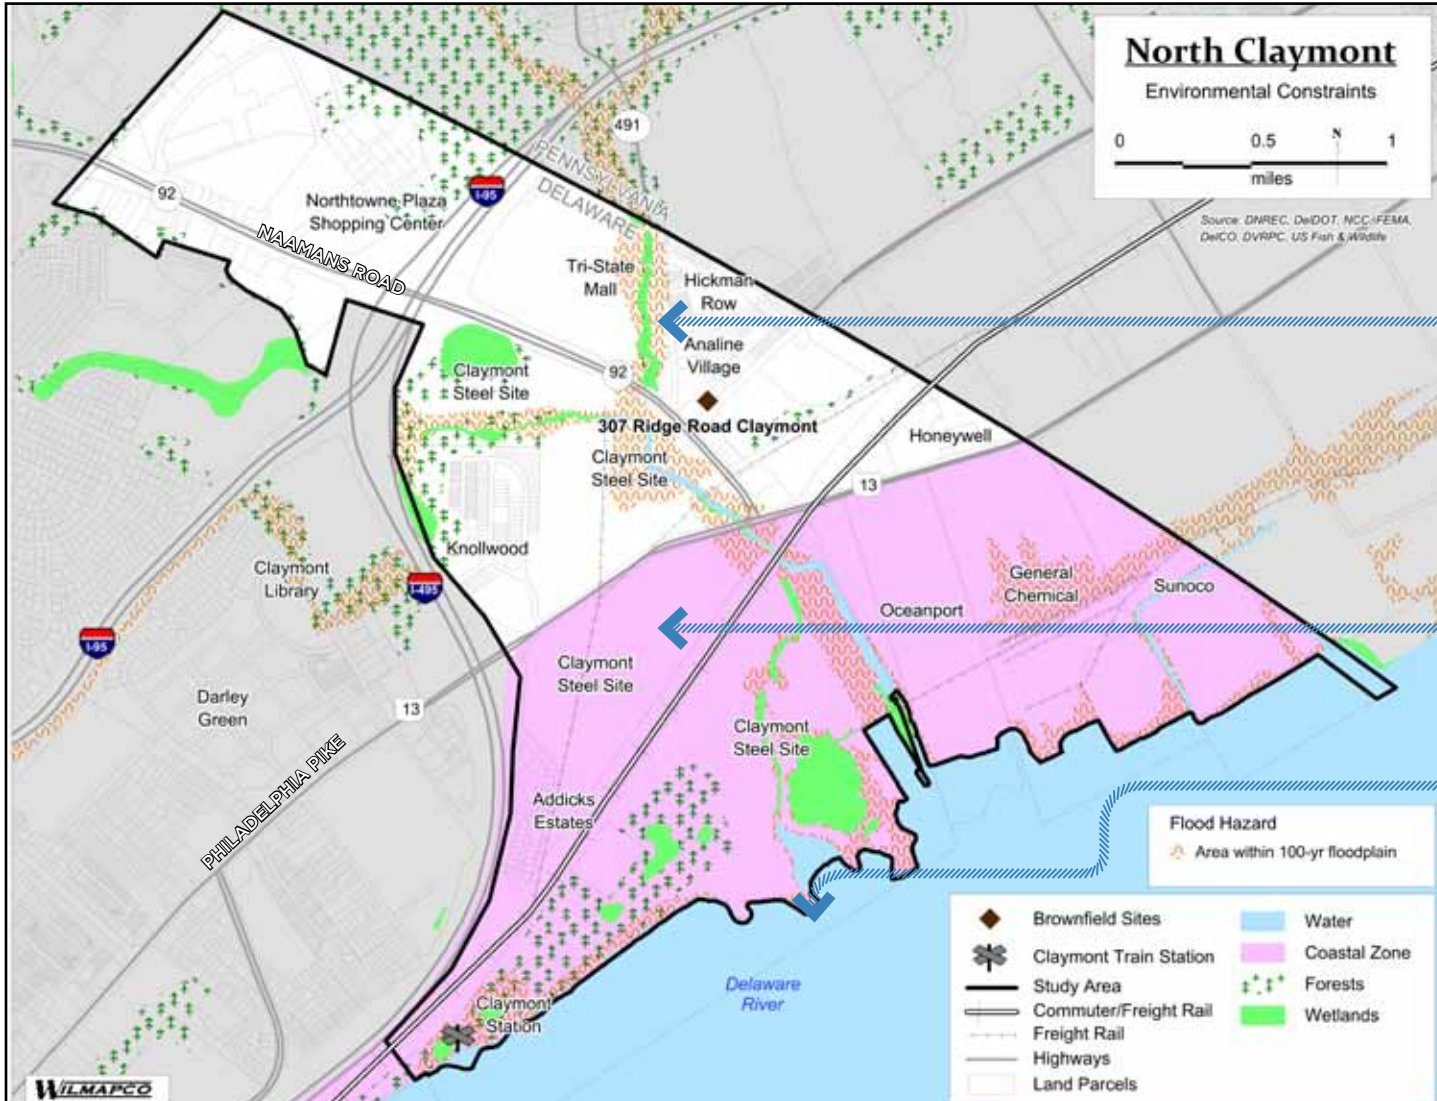 North Claymont
Environmental Constraints
0 0.5 N 1
miles
Source: DNREC, DelDOT, NCC, FEMA,
DelCO, DVRPC, US Fish & Wildlife
491
PENNSYLVANIA
DELAWARE
92
I-95
Northtowne Plaza
Shopping Center
NAAMANS ROAD
Tri-State
Mall
Hickman
Row
Analine
Village
Claymont
Steel Site
92
307 Ridge Road Claymont
Honeywell
Claymont
Steel Site
13
Knollwood
Claymont
Library
I-495
General
Chemical
Sunoco
Oceanport
I-95
Claymont
Steel Site
Darley
Green
13
Claymont
Steel Site
PHILADELPHIA PIKE
Addicks
Estates
Flood Hazard
Area within 100-yr floodplain
Brownfield Sites
Claymont Train Station
Study Area
Commuter/Freight Rail
Freight Rail
Highways
Land Parcels
Water
Coastal Zone
Forests
Wetlands
Delaware
River
Claymont
Station
WILMAPCO